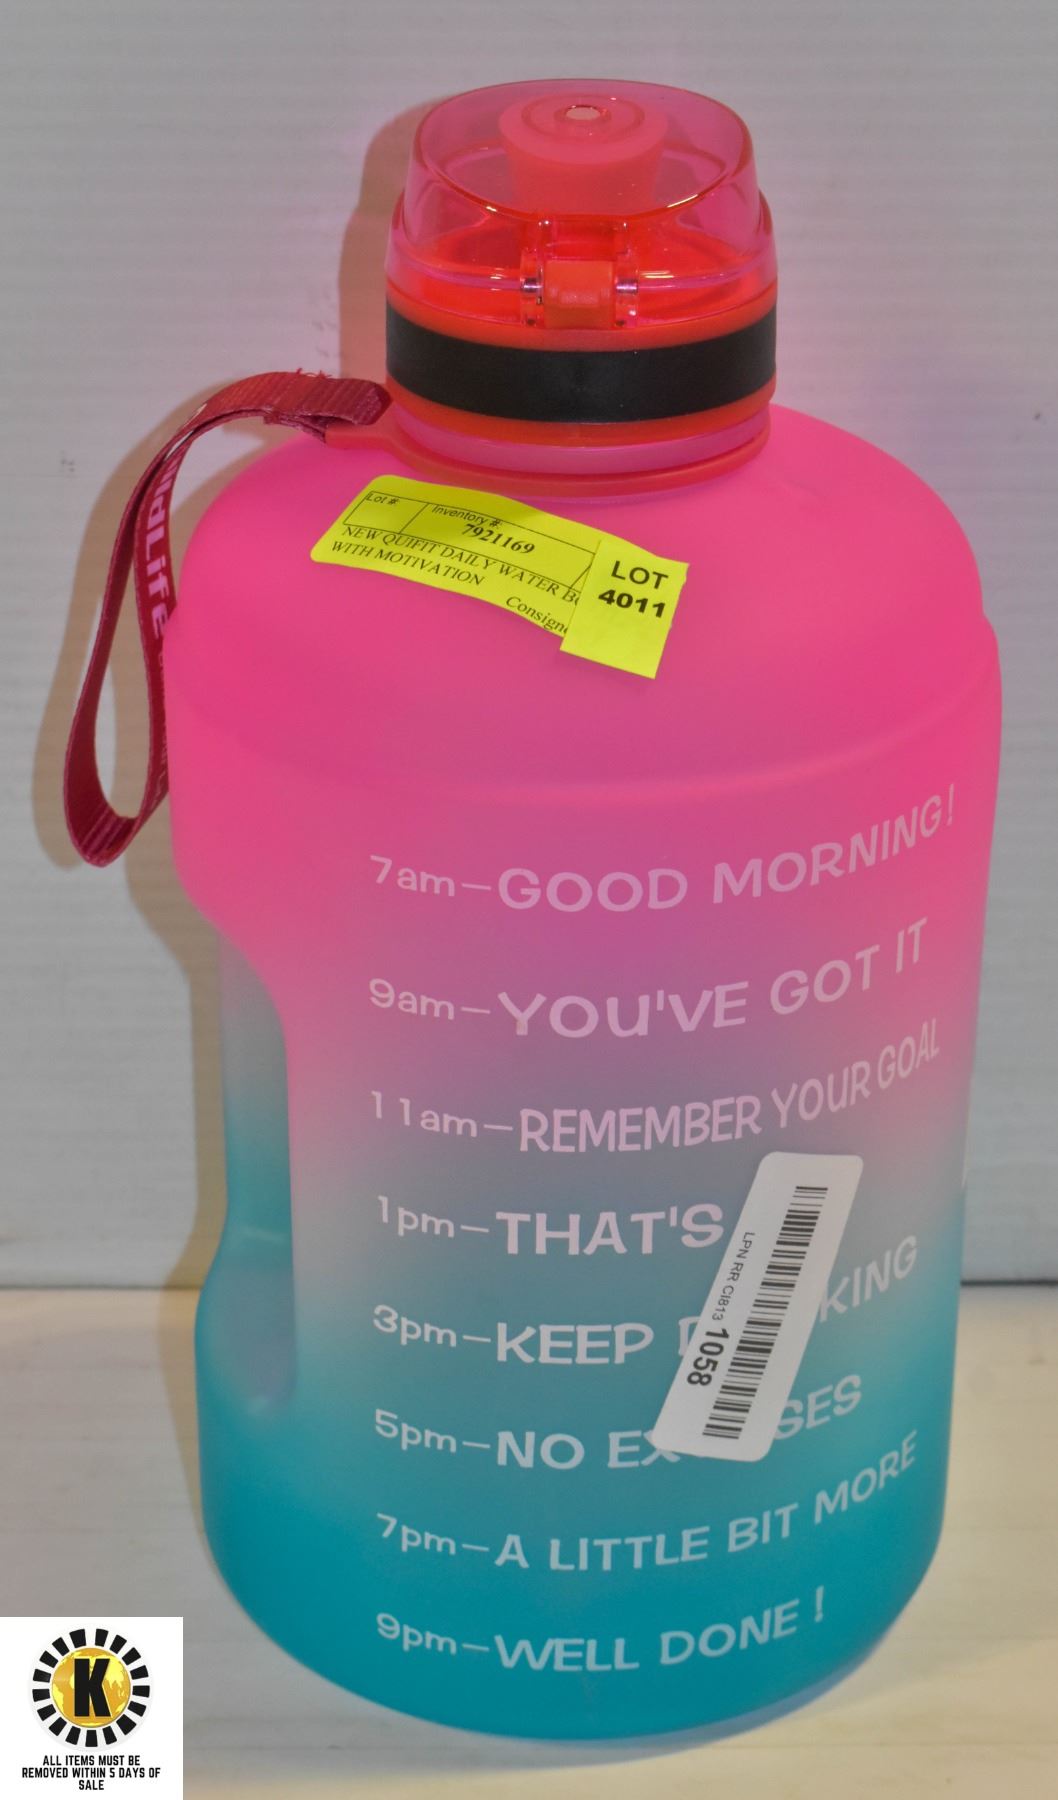 Lot #:
Inventory #:
7921169
NEW QUIFIT DAILY WATER
WITH MOTIVATION
LOT
4011
7am—GOOD MORNING!
9am—YOU'VE GOT IT
11am—REMEMBER YOUR GOAL
1pm—THAT'S
3pm—KEEP
5pm—NO
7pm—A LITTLE BIT MORE
9pm—WELL DONE !
LPN RR CI813 1058
K
ALL ITEMS MUST BE
REMOVED WITHIN 5 DAYS OF
SALE